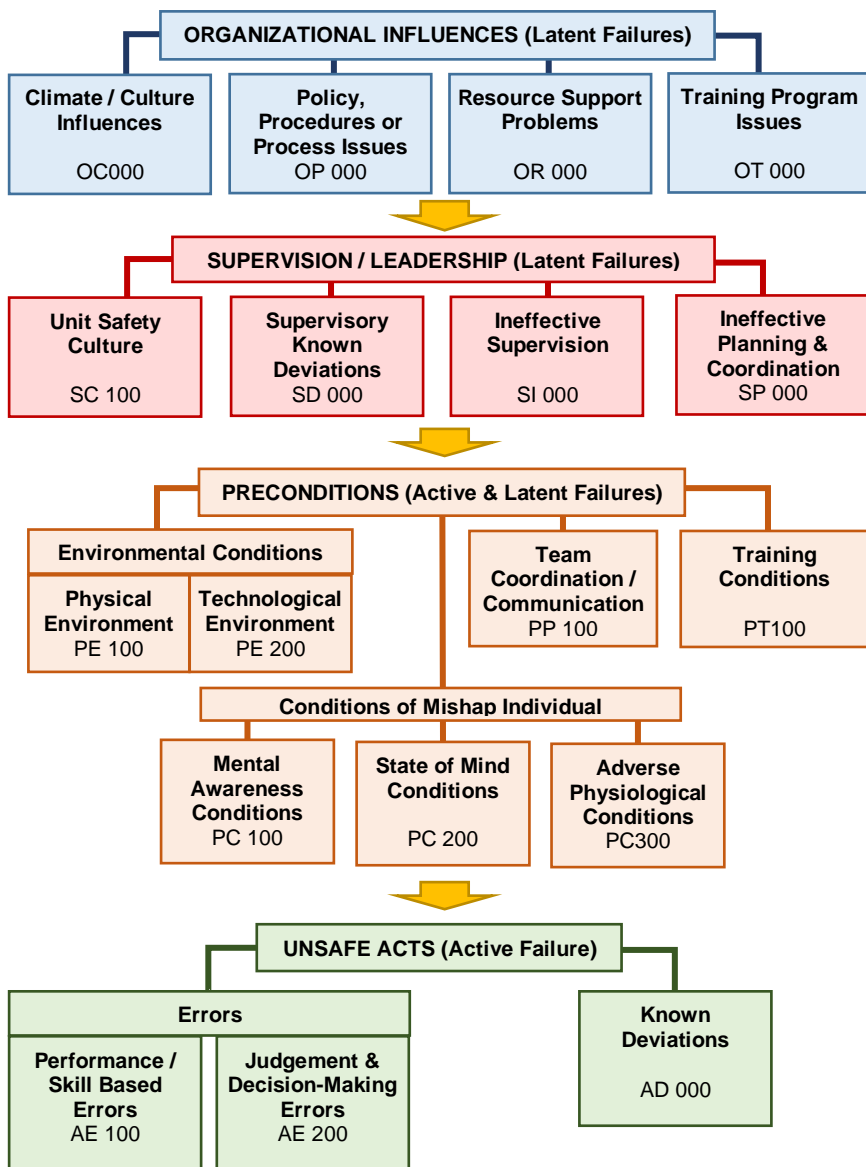 ORGANIZATIONAL INFLUENCES (Latent Failures)
Climate / Culture
Influences
OC000
Policy,
Procedures or
Process Issues
OP 000
Resource Support
Problems
OR 000
Training Program
Issues
OT 000
SUPERVISION / LEADERSHIP (Latent Failures)
Unit Safety
Culture
SC 100
Supervisory
Known
Deviations
SD 000
Ineffective
Supervision
SI 000
Ineffective
Planning &
Coordination
SP 000
PRECONDITIONS (Active & Latent Failures)
Environmental Conditions
Physical
Environment
PE 100
Technological
Environment
PE 200
Team
Coordination /
Communication
PP 100
Training
Conditions
PT100
Conditions of Mishap Individual
Mental
Awareness
Conditions
PC 100
State of Mind
Conditions
PC 200
Adverse
Physiological
Conditions
PC300
UNSAFE ACTS (Active Failure)
Errors
Performance /
Skill Based
Errors
AE 100
Judgement &
Decision-Making
Errors
AE 200
Known
Deviations
AD 000